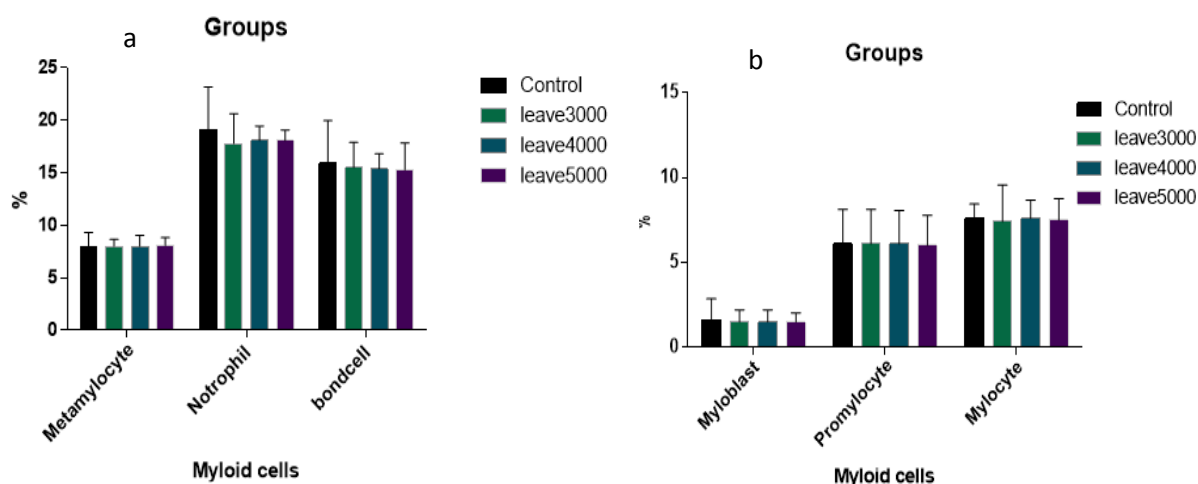 a
Groups
25
20
15
10
5
0
%
Metamylocyte
Notrophil
bondcell
Myloid cells
Control
leave3000
leave4000
leave5000
b
Groups
15
10
5
0
%
Myloblast
Promylocyte
Mylocyte
Myloid cells
Control
leave3000
leave4000
leave5000